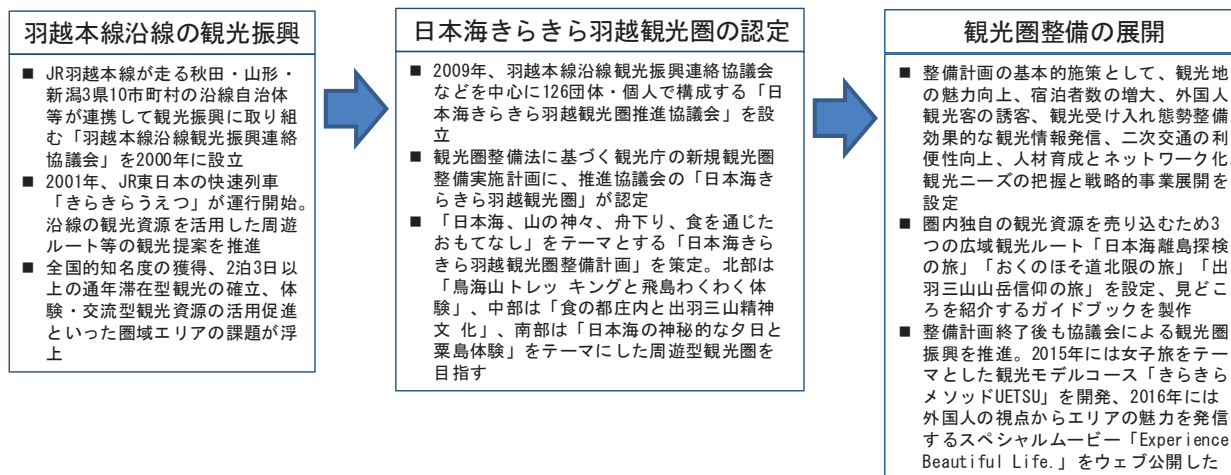 羽越本線沿線の観光振興
■ JR羽越本線が走る秋田・山形・
新潟3県10市町村の沿線自治体
等が連携して観光振興に取り組
む「羽越本線沿線観光振興連絡
協議会」を2000年に設立
■ 2001年、JR東日本の快速列車
「きらきらうえつ」が運行開始。
沿線の観光資源を活用した周遊
ルート等の観光提案を推進
■ 全国的知名度の獲得、2泊3日以
上の通年滞在型観光の確立、体
験・交流型観光資源の活用促進
といった圏域エリアの課題が浮
上
日本海きらきら羽越観光圏の認定
■ 2009年、羽越本線沿線観光振興連絡協議会
などを中心に126団体・個人で構成する「日
本海きらきら羽越観光圏推進協議会」を設
立
■ 観光圏整備法に基づく観光庁の新規観光圏
整備実施計画に、推進協議会の「日本海き
らきら羽越観光圏」が認定
■ 「日本海、山の神々、舟下り、食を通じた
おもてなし」をテーマとする「日本海きら
きら羽越観光圏整備計画」を策定。北部は
「鳥海山トレッ キングと飛島わくわく体
験」、中部は「食の都庄内と出羽三山精神
文 化」、南部は「日本海の神秘的な夕日と
粟島体験」をテーマにした周遊型観光圏を
目指す
観光圏整備の展開
■ 整備計画の基本的施策として、観光地
の魅力向上、宿泊者数の増大、外国人
観光客の誘客、観光受け入れ態勢整備
効果的な観光情報発信、二次交通の利
便性向上、人材育成とネットワーク化
観光ニーズの把握と戦略的事業展開を
設定
■ 圏内独自の観光資源を売り込むため3
つの広域観光ルート「日本海離島探検
の旅」「おくのほそ道北限の旅」「出
羽三山山岳信仰の旅」を設定、見どこ
ろを紹介するガイドブックを製作
■ 整備計画終了後も協議会による観光圏
振興を推進。2015年には女子旅をテー
マとした観光モデルコース「きらきら
メソッドUETSU」を開発、2016年には
外国人の視点からエリアの魅力を発信
するスペシャルムービー「Experience
Beautiful Life.」をウェブ公開した